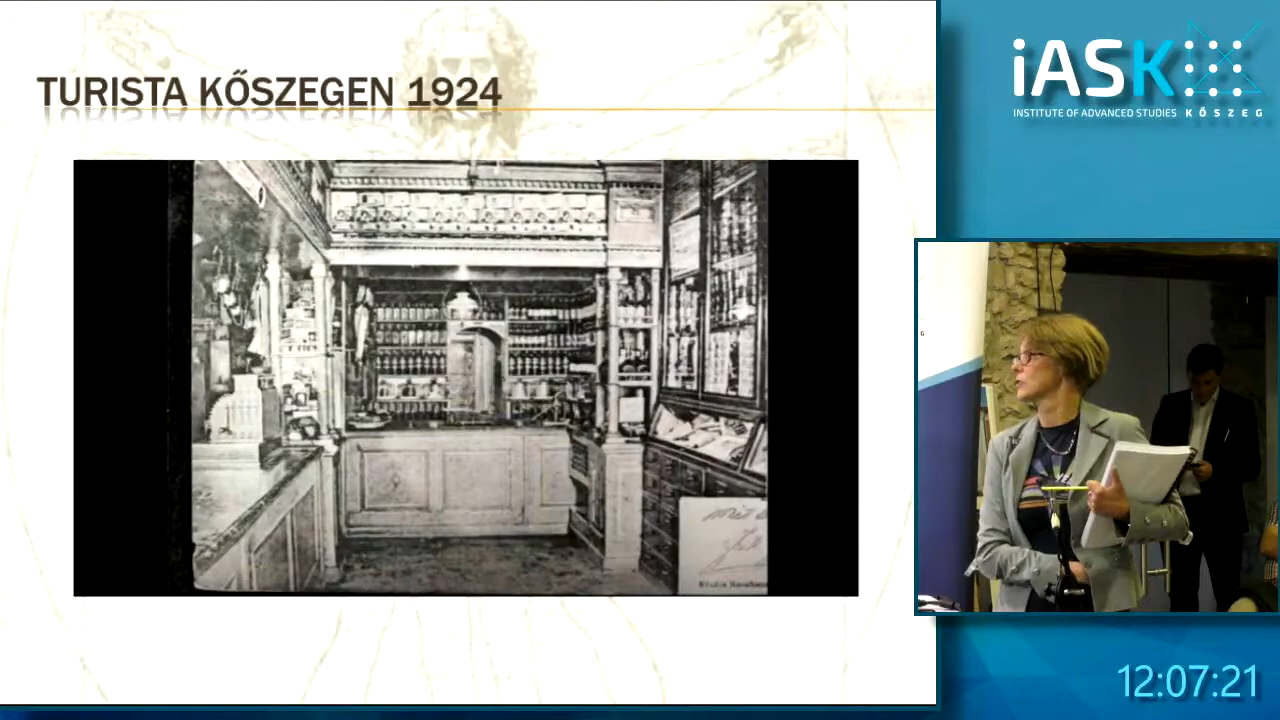 TURISTA KŐSZEGEN 1924
iASK
INSTITUTE OF ADVANCED STUDIES KŐSZEG
12:07:21